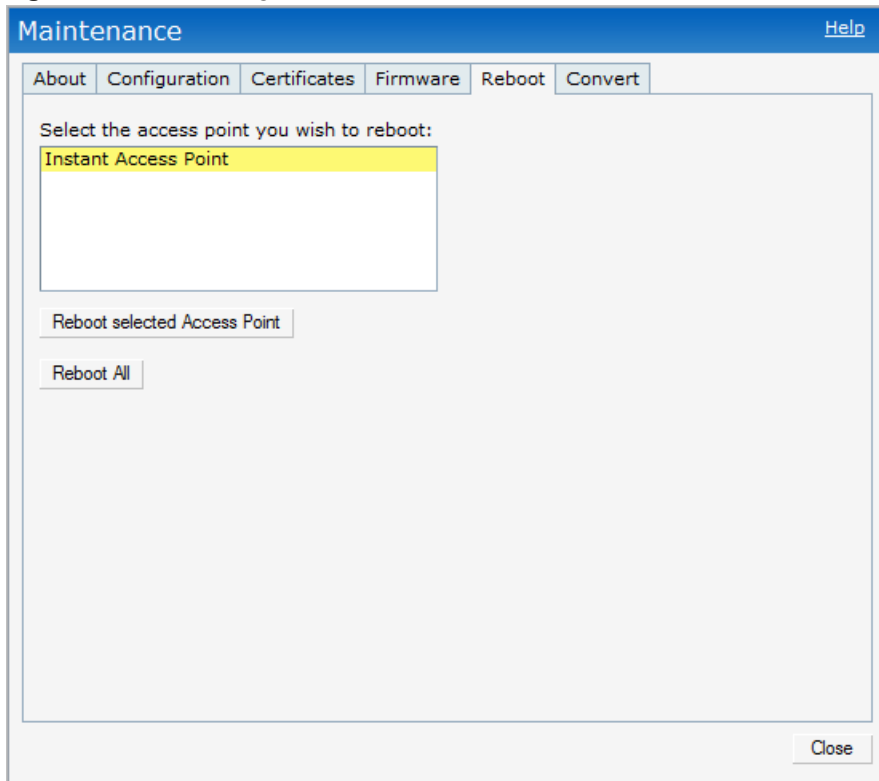 Maintenance Help
About Configuration Certificates Firmware Reboot Convert
Select the access point you wish to reboot:
Instant Access Point
Reboot selected Access Point
Reboot All
Close